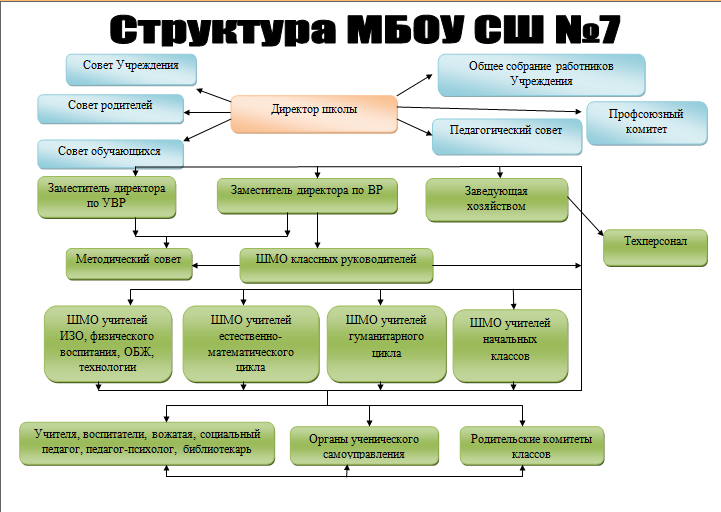 Структура МБОУ СШ №7
Совет Учреждения
Общее собрание работников
Учреждения
Совет родителей
Директор школы
Профсоюзный
комитет
Педагогический совет
Совет обучающихся
Заместитель директора
по УВР
Заместитель директора по ВР
Заведующая
хозяйством
Техперсонал
Методический совет
ШМО классных руководителей
ШМО учителей
ИЗО, физического
воспитания, ОБЖ,
технологии
ШМО учителей
естественно-
математического
цикла
ШМО учителей
гуманитарного
цикла
ШМО учителей
начальных
классов
Учителя, воспитатели, вожатая, социальный
педагог, педагог-психолог, библиотекарь
Органы ученического
самоуправления
Родительские комитеты
классов